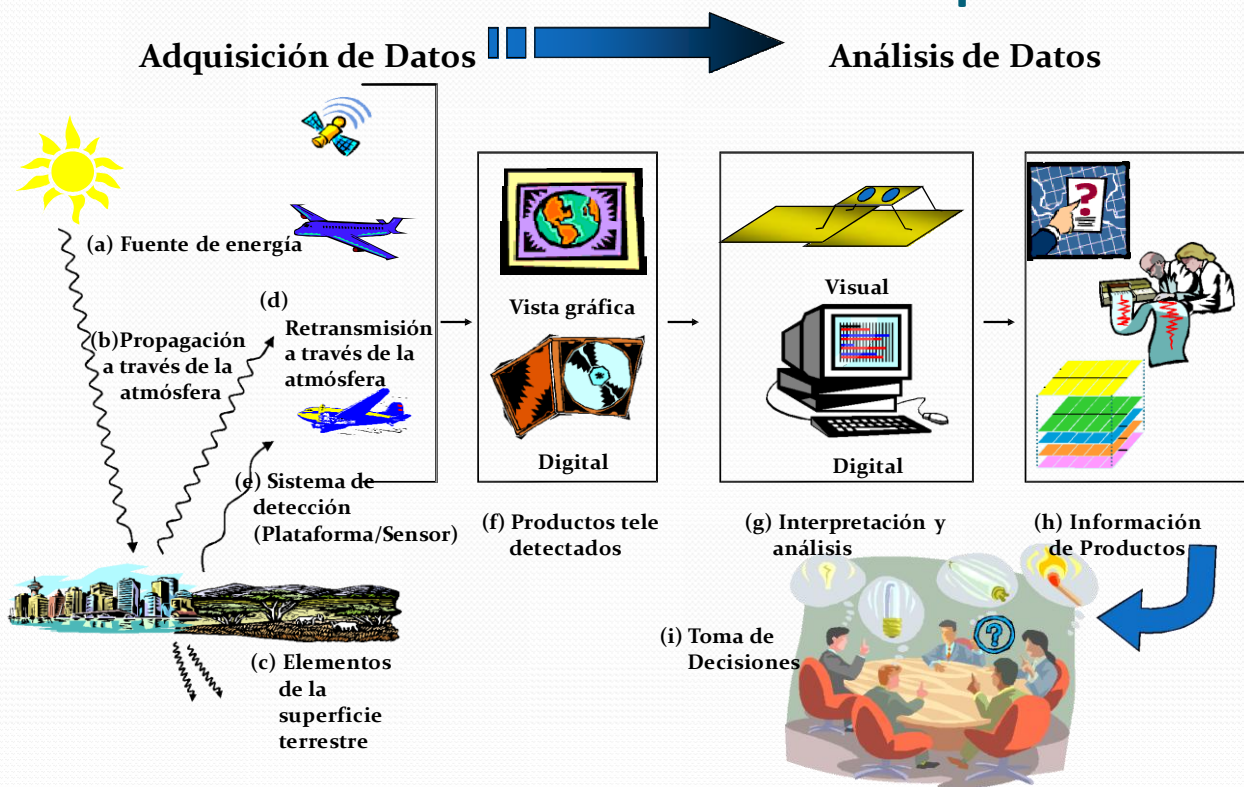 Adquisición de Datos
Análisis de Datos
(a) Fuente de energía
(b)Propagación
a través de la
atmósfera
(d)
Retransmisión
a través de la
atmósfera
(e) Sistema de
detección
(Plataforma/Sensor)
(c) Elementos
de la
superficie
terrestre
Vista gráfica
Digital
(f) Productos tele
detectados
Visual
Digital
(g) Interpretación y
análisis
?
(h) Información
de Productos
(i) Toma de
Decisiones
?